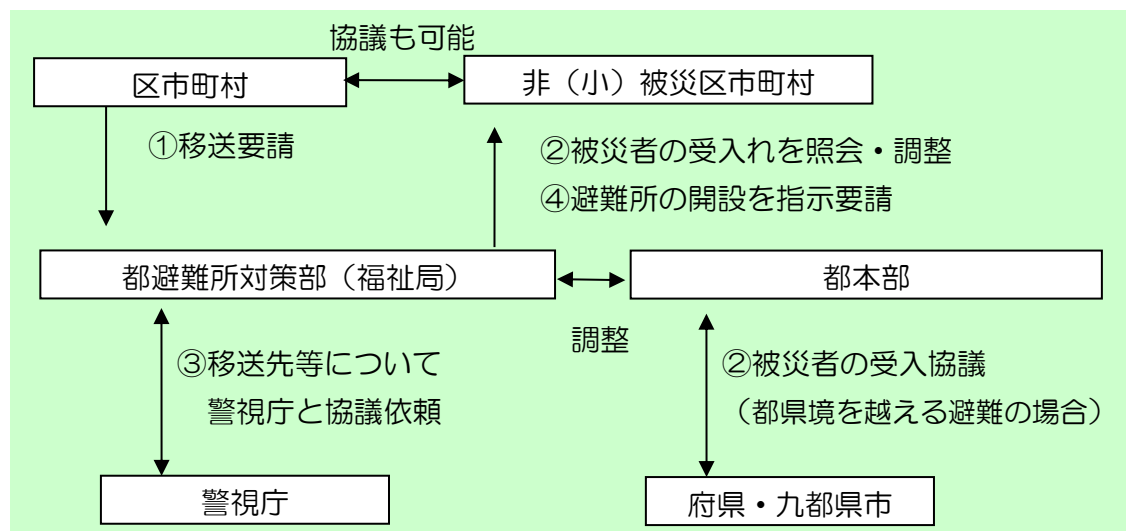 協議も可能
区市町村
非（小）被災区市町村
①移送要請
②被災者の受入れを照会・調整
④避難所の開設を指示要請
都避難所対策部（福祉局）
都本部
調整
③移送先等について
警視庁と協議依頼
②被災者の受入協議
（都県境を越える避難の場合）
警視庁
府県・九都県市